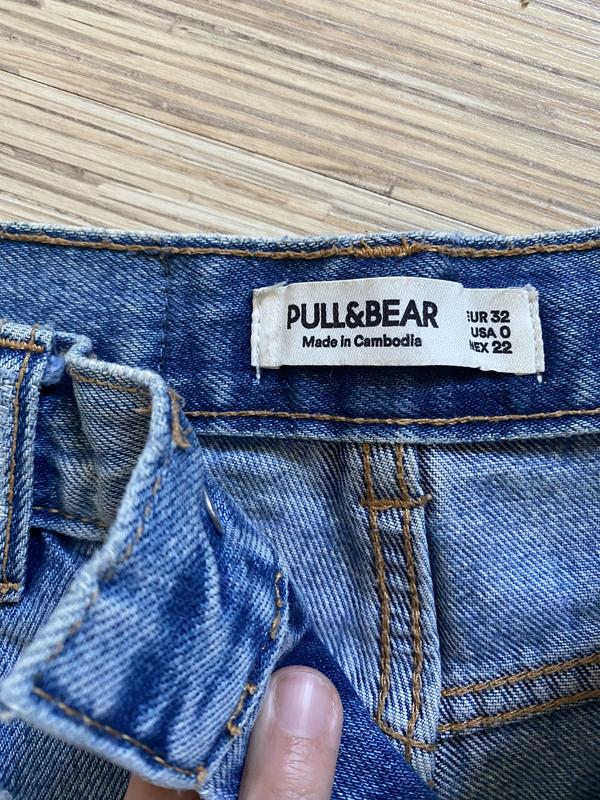 PULL&BEAR
Made in Cambodia
EUR 32
USA 0
MEX 22